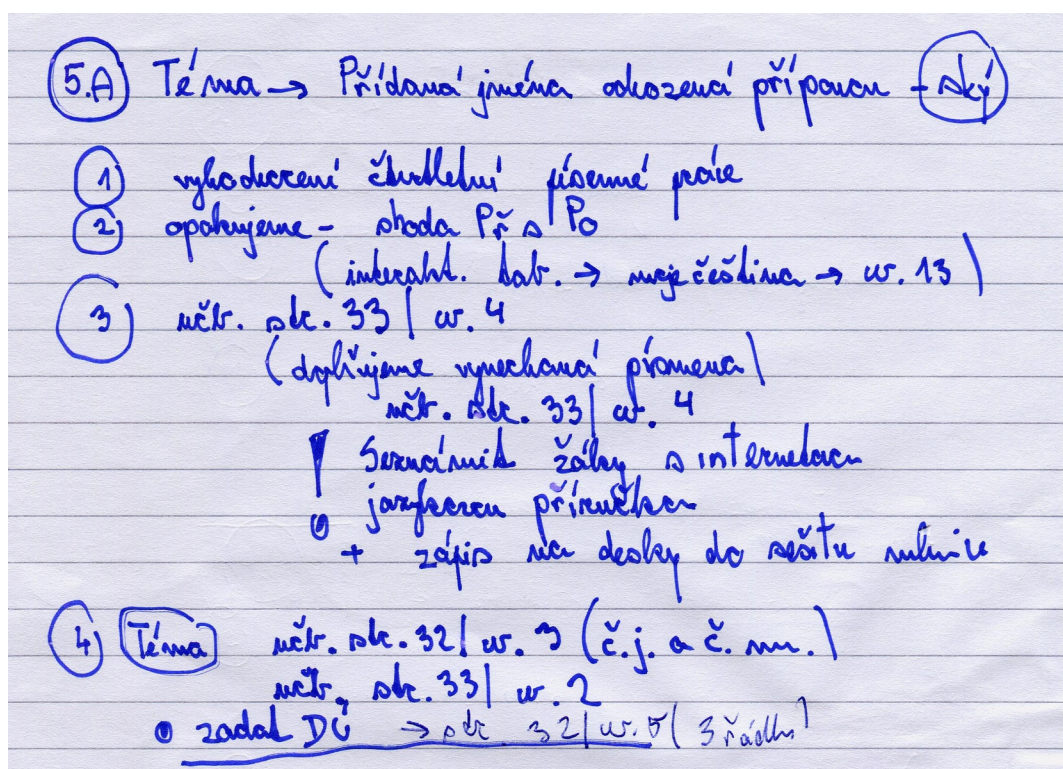 5.A Téma → Přídavná jména odvozená příponou -ský
1 vyhodnocení čtvrtletní písemné práce
2 opakujeme - shoda Př s Po
(interakt. tab. → moje čeština → cv. 13)
3 učb. str. 33/ cv. 4
(doplňujeme vynechaná písmena)
učb. str. 33/ cv. 4
! Seznámit žáky s internetovou
jazykovou příručkou
+ zápis na desky do sešitu
4) Téma učb. str. 32/ cv. 3 (č.j. a č. mn.)
učb. str. 33/ cv. 2
• zadat DÚ → str. 32/ cv. 5 (3 řádky)